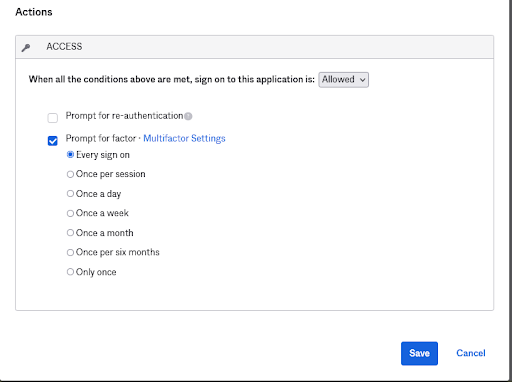 Actions
ACCESS
When all the conditions above are met, sign on to this application is: Allowed
Prompt for re-authentication
Prompt for factor · Multifactor Settings
Every sign on
Once per session
Once a day
Once a week
Once a month
Once per six months
Only once
Save Cancel